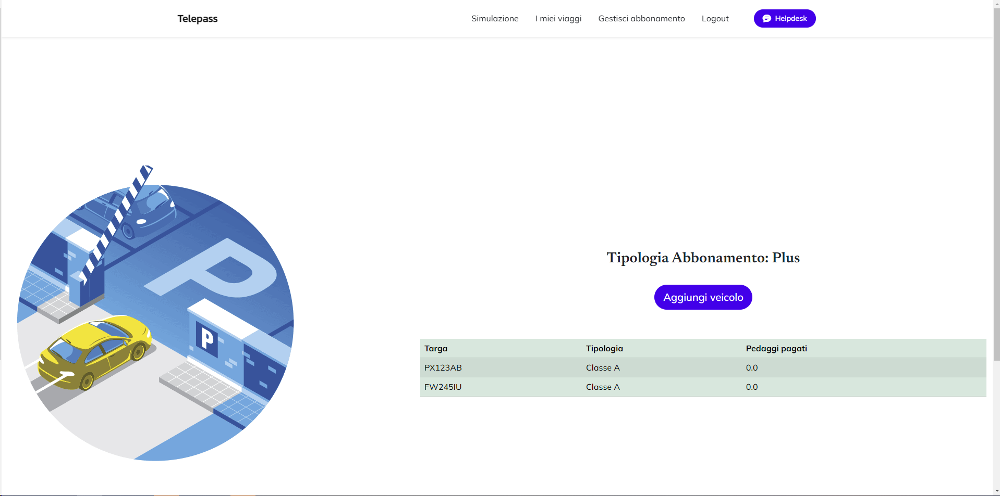 Telepass Simulazione I miei viaggi Gestisci abbonamento Logout Helpdesk
P
P
Tipologia Abbonamento: Plus
Aggiungi veicolo
Targa Tipologia Pedaggi pagati
PX123AB Classe A 0.0
FW245IU Classe A 0.0